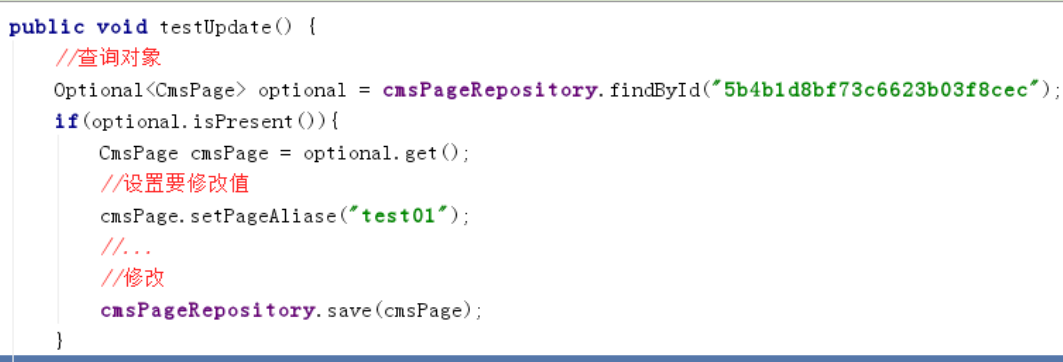 public void testUpdate() {
//查询对象
Optional<CmsPage> optional = cmsPageRepository.findById("5b4b1d8bf73c6623b03f8cec");
if(optional.isPresent()){
CmsPage cmsPage = optional.get();
//设置要修改值
cmsPage.setPageAliase("test01");
//...
//修改
cmsPageRepository.save(cmsPage);
}